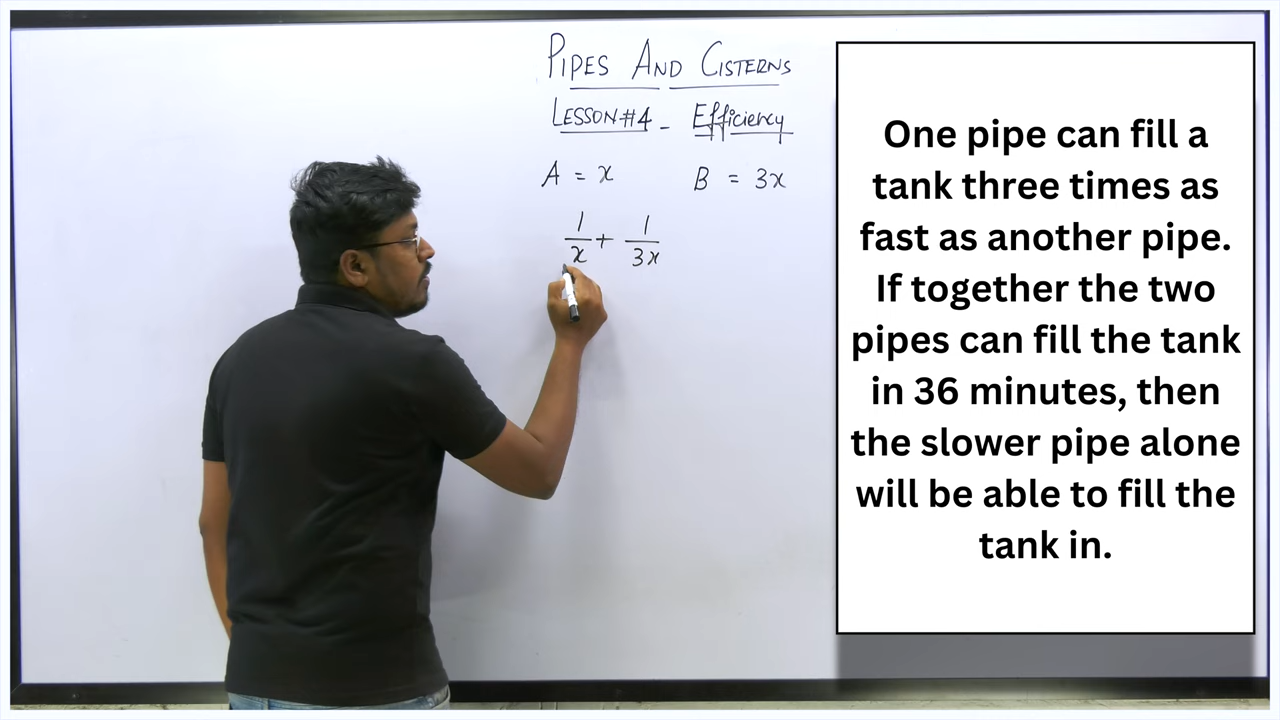 PIPES AND CISTERNS
LESSON#4 - Efficiency
A = x B = 3x
1/x + 1/3x
One pipe can fill a
tank three times as
fast as another pipe.
If together the two
pipes can fill the tank
in 36 minutes, then
the slower pipe alone
will be able to fill the
tank in.